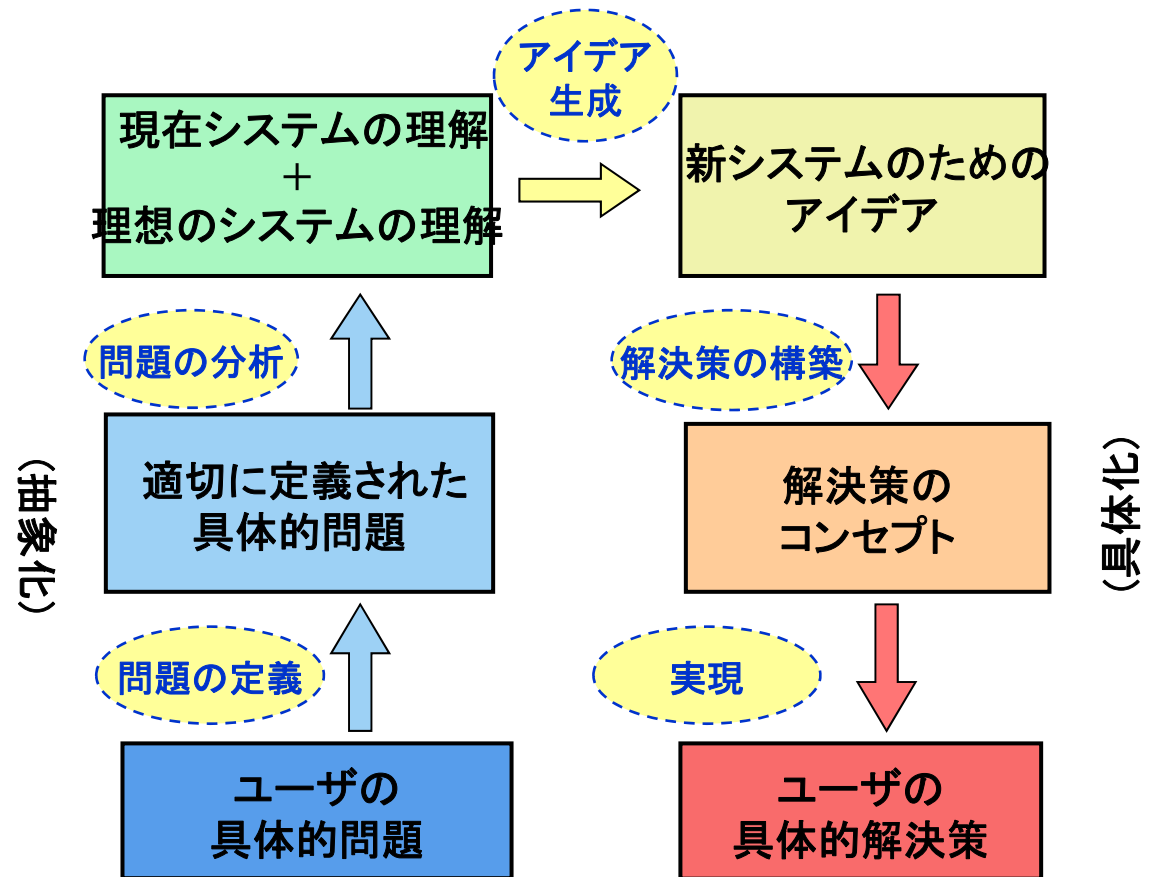 アイデア
生成
現在システムの理解
+
理想のシステムの理解
新システムのための
アイデア
問題の分析
解決策の構築
(抽象化)
適切に定義された
具体的問題
解決策の
コンセプト
(具体化)
問題の定義
実現
ユーザの
具体的問題
ユーザの
具体的解決策